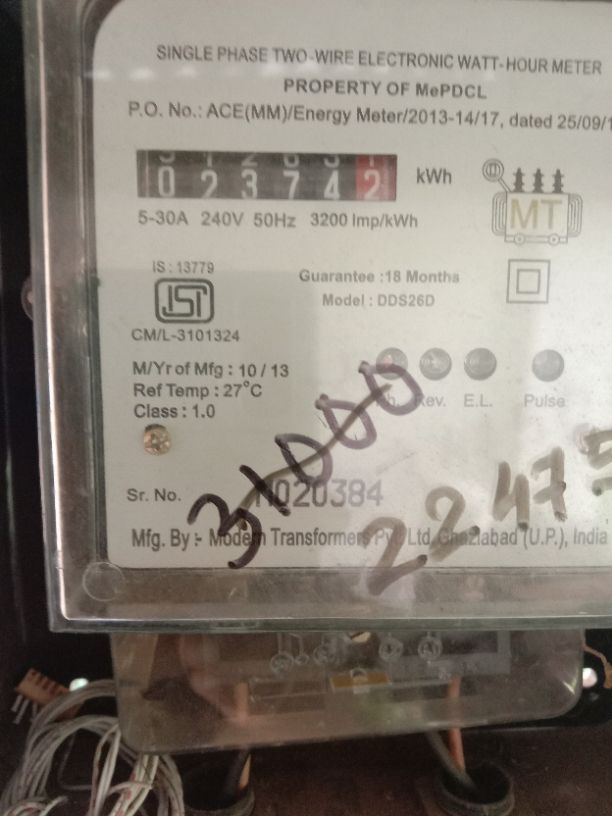 SINGLE PHASE TWO-WIRE ELECTRONIC WATT-HOUR METER
PROPERTY OF MePDCL
P.O. No.: ACE(MM)/Energy Meter/2013-14/17, dated 25/09/1
0 2 3 7 4 2 kWh
MT
5-30A 240V 50Hz 3200 Imp/kWh
IS : 13779
ISI
CM/L-3101324
Guarantee :18 Months
Model : DDS26D
M/Yr of Mfg : 10 / 13
Ref Temp : 27°C
Class : 1.0
Ph. Rev. E.L. Pulse
31000
Sr. No.
2247
Mfg. By :- Modern Transformers Pvt. Ltd. Ghaziabad (U.P.), India